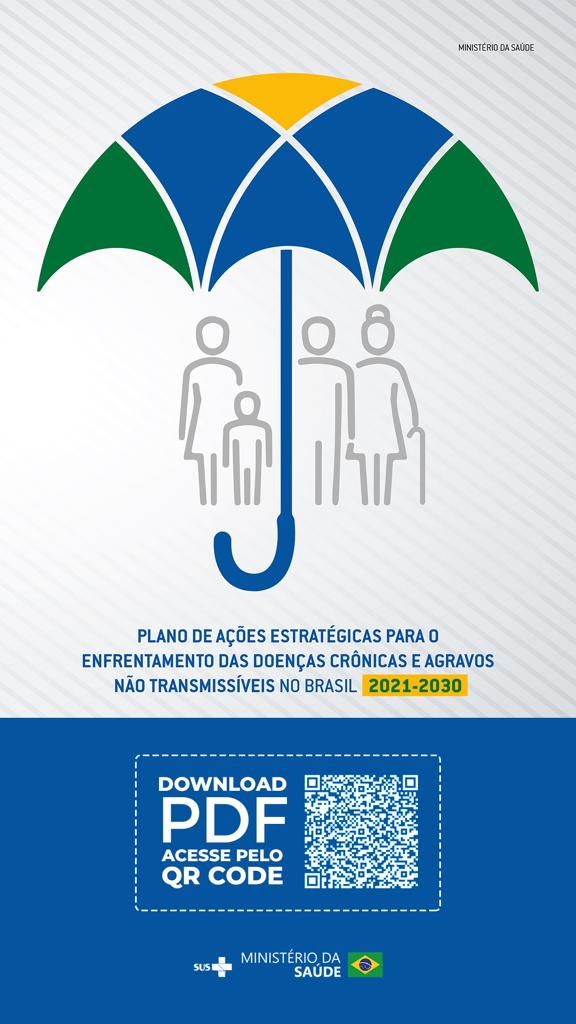 MINISTÉRIO DA SAÚDE
PLANO DE AÇÕES ESTRATÉGICAS PARA O
ENFRENTAMENTO DAS DOENÇAS CRÔNICAS E AGRAVOS
NÃO TRANSMISSÍVEIS NO BRASIL 2021-2030
DOWNLOAD
PDF
ACESSE PELO
QR CODE
SUS
MINISTÉRIO DA
SAÚDE